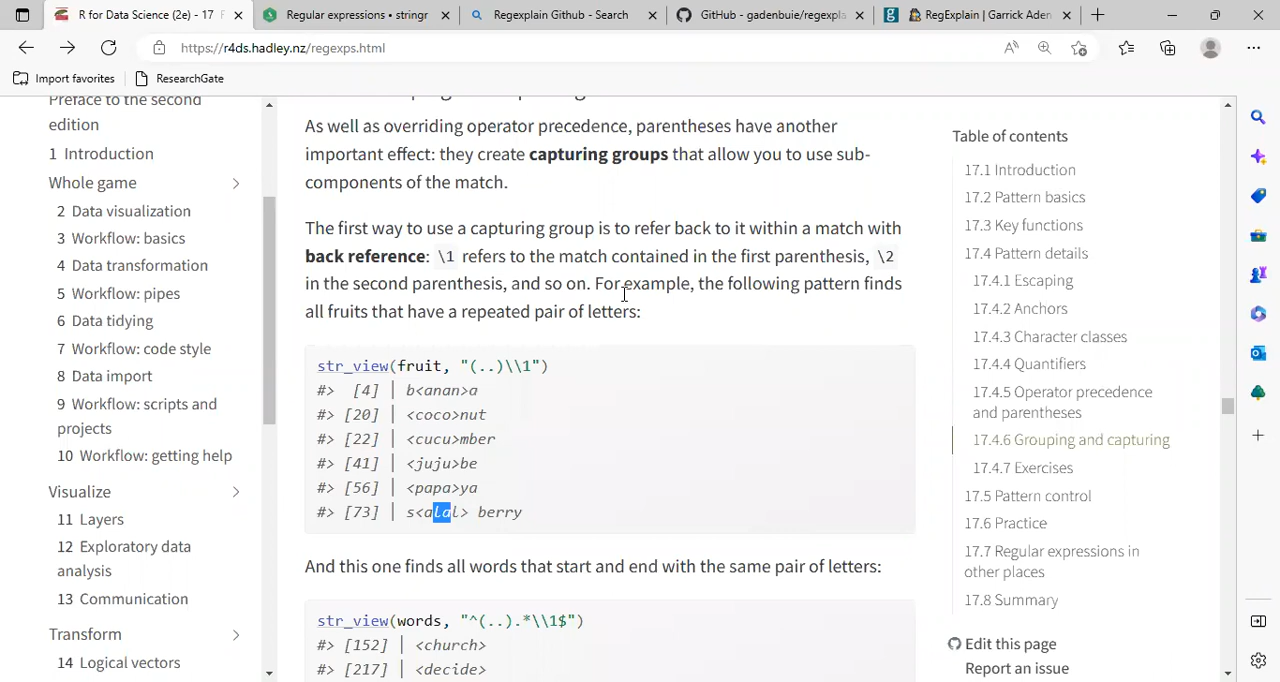 R for Data Science (2e) - 17
Regular expressions • stringr
Regexplain Github - Search
GitHub - gadenbuie/regexpla
RegExplain | Garrick Aden
https://r4ds.hadley.nz/regexps.html
Import favorites
ResearchGate
Preface to the second
edition
1 Introduction
Whole game
2 Data visualization
3 Workflow: basics
4 Data transformation
5 Workflow: pipes
6 Data tidying
7 Workflow: code style
8 Data import
9 Workflow: scripts and
projects
10 Workflow: getting help
Visualize
11 Layers
12 Exploratory data
analysis
13 Communication
Transform
14 Logical vectors
As well as overriding operator precedence, parentheses have another
important effect: they create capturing groups that allow you to use sub-
components of the match.
The first way to use a capturing group is to refer back to it within a match with
back reference: \1 refers to the match contained in the first parenthesis, \2
in the second parenthesis, and so on. For example, the following pattern finds
all fruits that have a repeated pair of letters:
str_view(fruit, "(..)\\1")
#> [4] │ b<anan>a
#> [20] │ <coco>nut
#> [22] │ <cucu>mber
#> [41] │ <juju>be
#> [56] │ <papa>ya
#> [73] │ s<alal> berry
And this one finds all words that start and end with the same pair of letters:
str_view(words, "^(..).*\\1$")
#> [152] │ <church>
#> [217] │ <decide>
Table of contents
17.1 Introduction
17.2 Pattern basics
17.3 Key functions
17.4 Pattern details
17.4.1 Escaping
17.4.2 Anchors
17.4.3 Character classes
17.4.4 Quantifiers
17.4.5 Operator precedence
and parentheses
17.4.6 Grouping and capturing
17.4.7 Exercises
17.5 Pattern control
17.6 Practice
17.7 Regular expressions in
other places
17.8 Summary
Edit this page
Report an issue